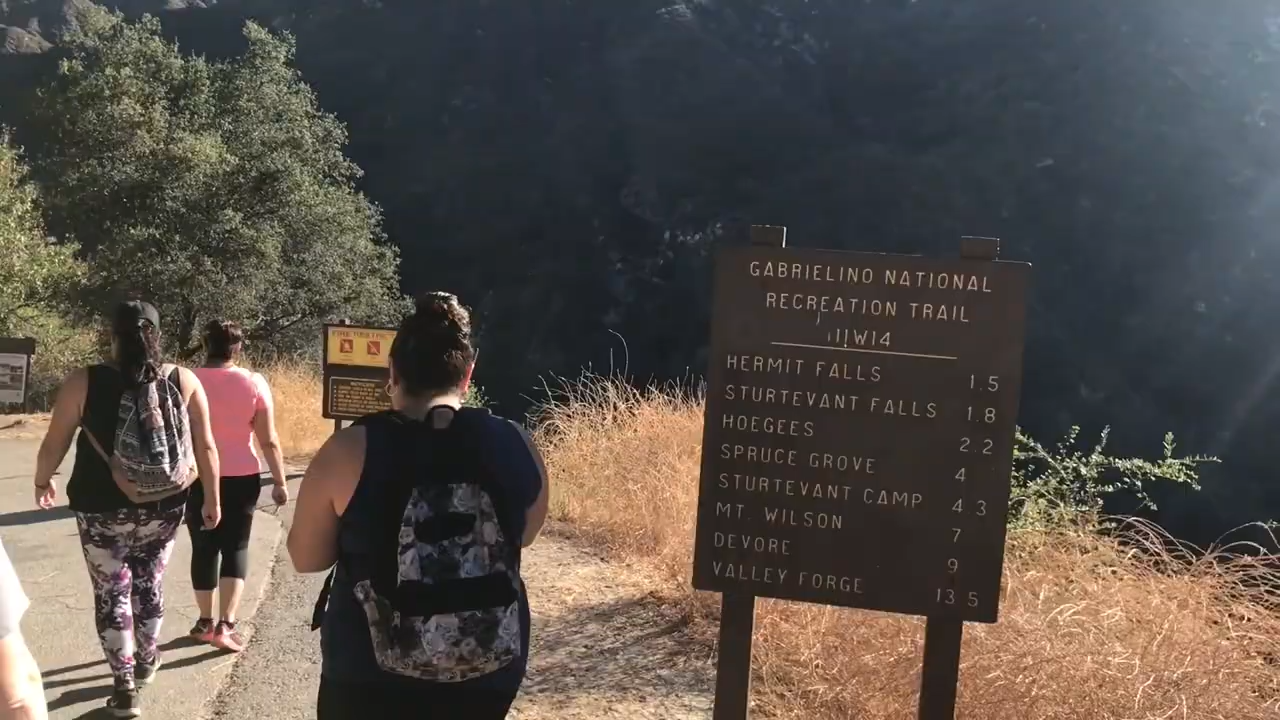 GABRIELINO NATIONAL
RECREATION TRAIL
11W14
HERMIT FALLS 1.5
STURTEVANT FALLS 1.8
HOEGEES 2.2
SPRUCE GROVE 4
STURTEVANT CAMP 4.3
MT. WILSON 7
DEVORE 9
VALLEY FORGE 13.5